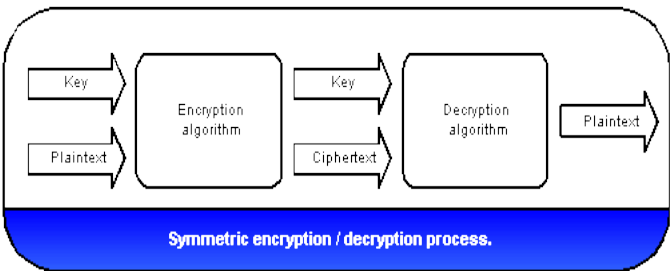 Key
Plaintext
Encryption
algorithm
Key
Ciphertext
Decryption
algorithm
Plaintext
Symmetric encryption / decryption process.